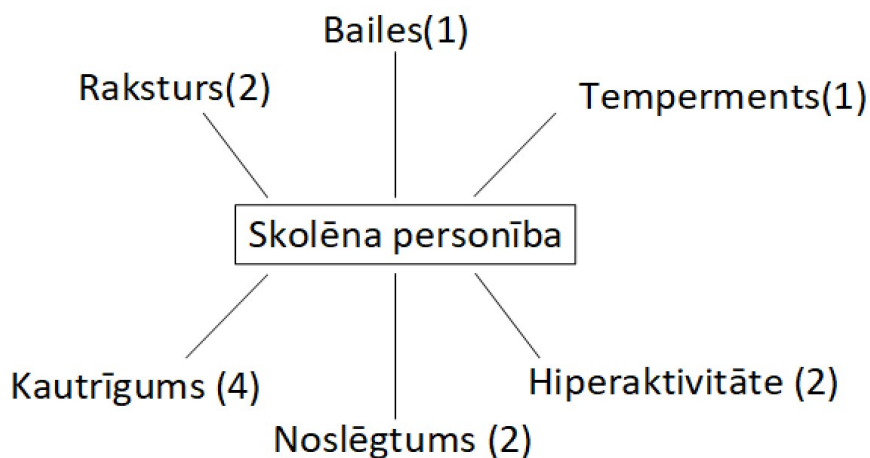 Bailes(1)
Raksturs(2)
Temperments(1)
Skolēna personība
Kautrīgums (4)
Hiperaktivitāte (2)
Noslēgtums (2)